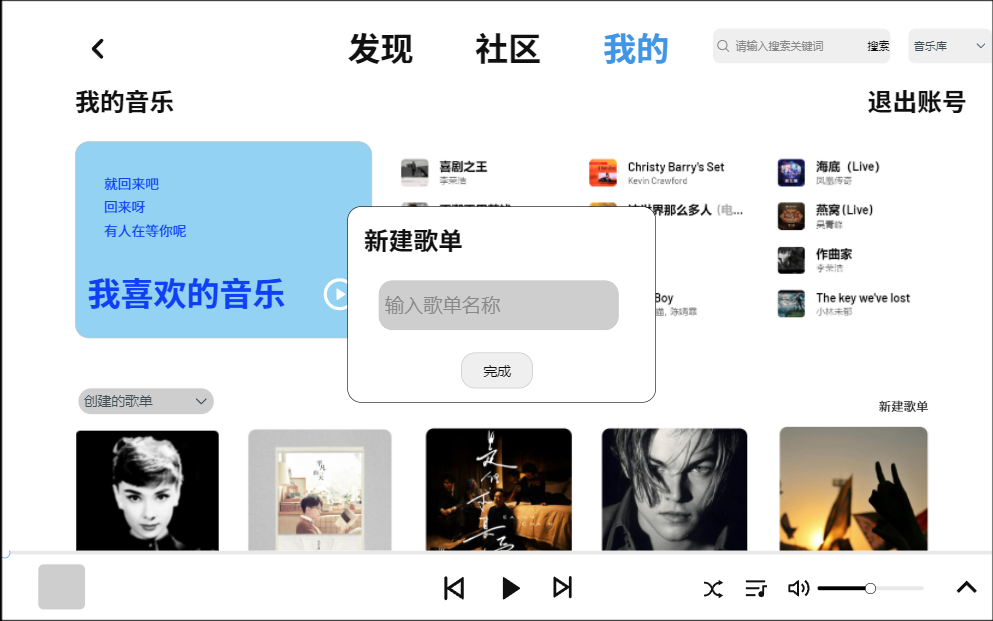 发现
社区
我的
请输入搜索关键词
搜索
音乐库
我的音乐
退出账号
就回来吧
回来呀
有人在等你呢
我喜欢的音乐
喜剧之王
李荣浩
Christy Barry's Set
Kevin Crawford
世界那么多人 (电...
Boy
海底 (Live)
凤凰传奇
燕窝 (Live)
吴青峰
作曲家
李荣浩
The key we've lost
小林未郁
新建歌单
输入歌单名称
完成
创建的歌单
新建歌单